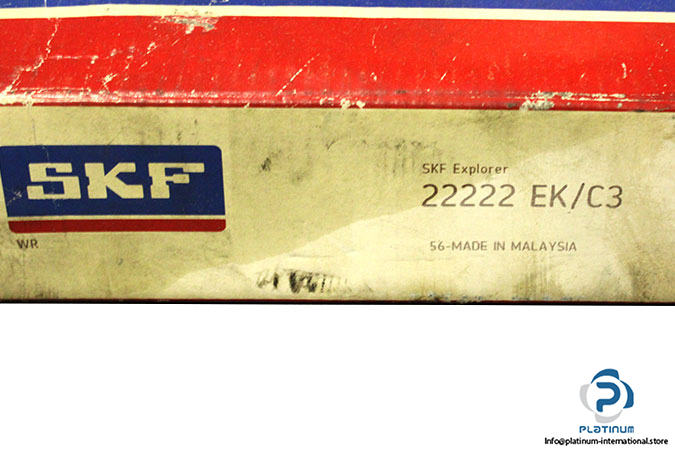 SKF
WR
SKF Explorer
22222 EK/C3
56-MADE IN MALAYSIA
PLATINUM
Info@platinum-international.store